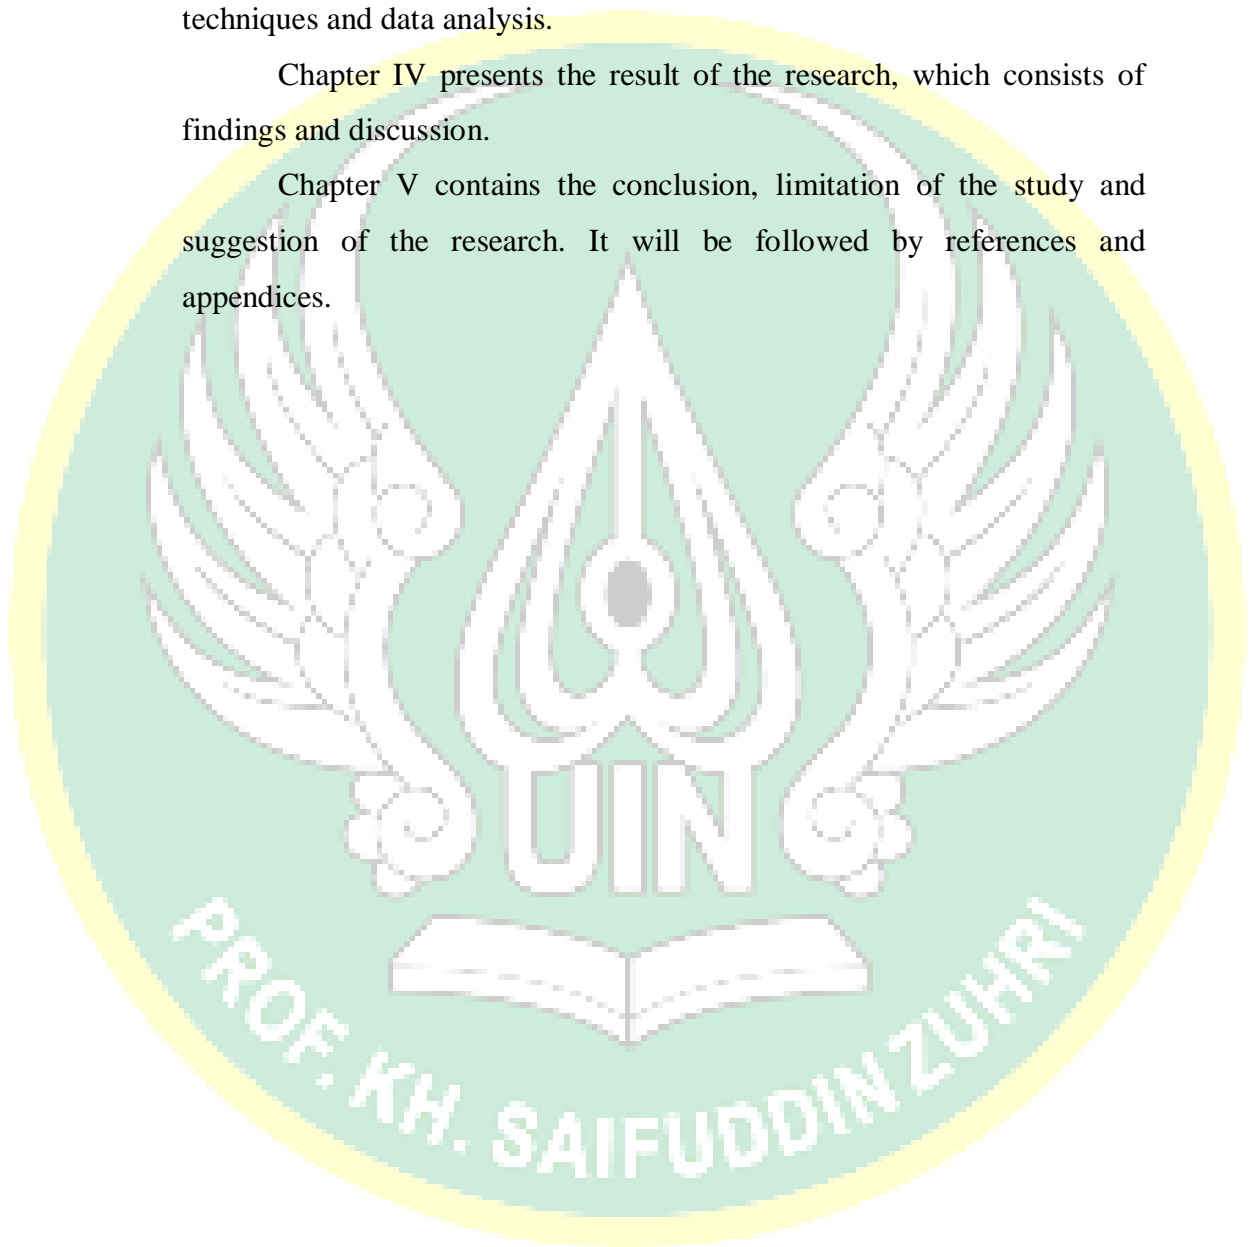 techniques and data analysis.
Chapter IV presents the result of the research, which consists of
findings and discussion.
Chapter V contains the conclusion, limitation of the study and
suggestion of the research. It will be followed by references and
appendices.
UIN
PROF. KH. SAIFUDDIN ZUHRI